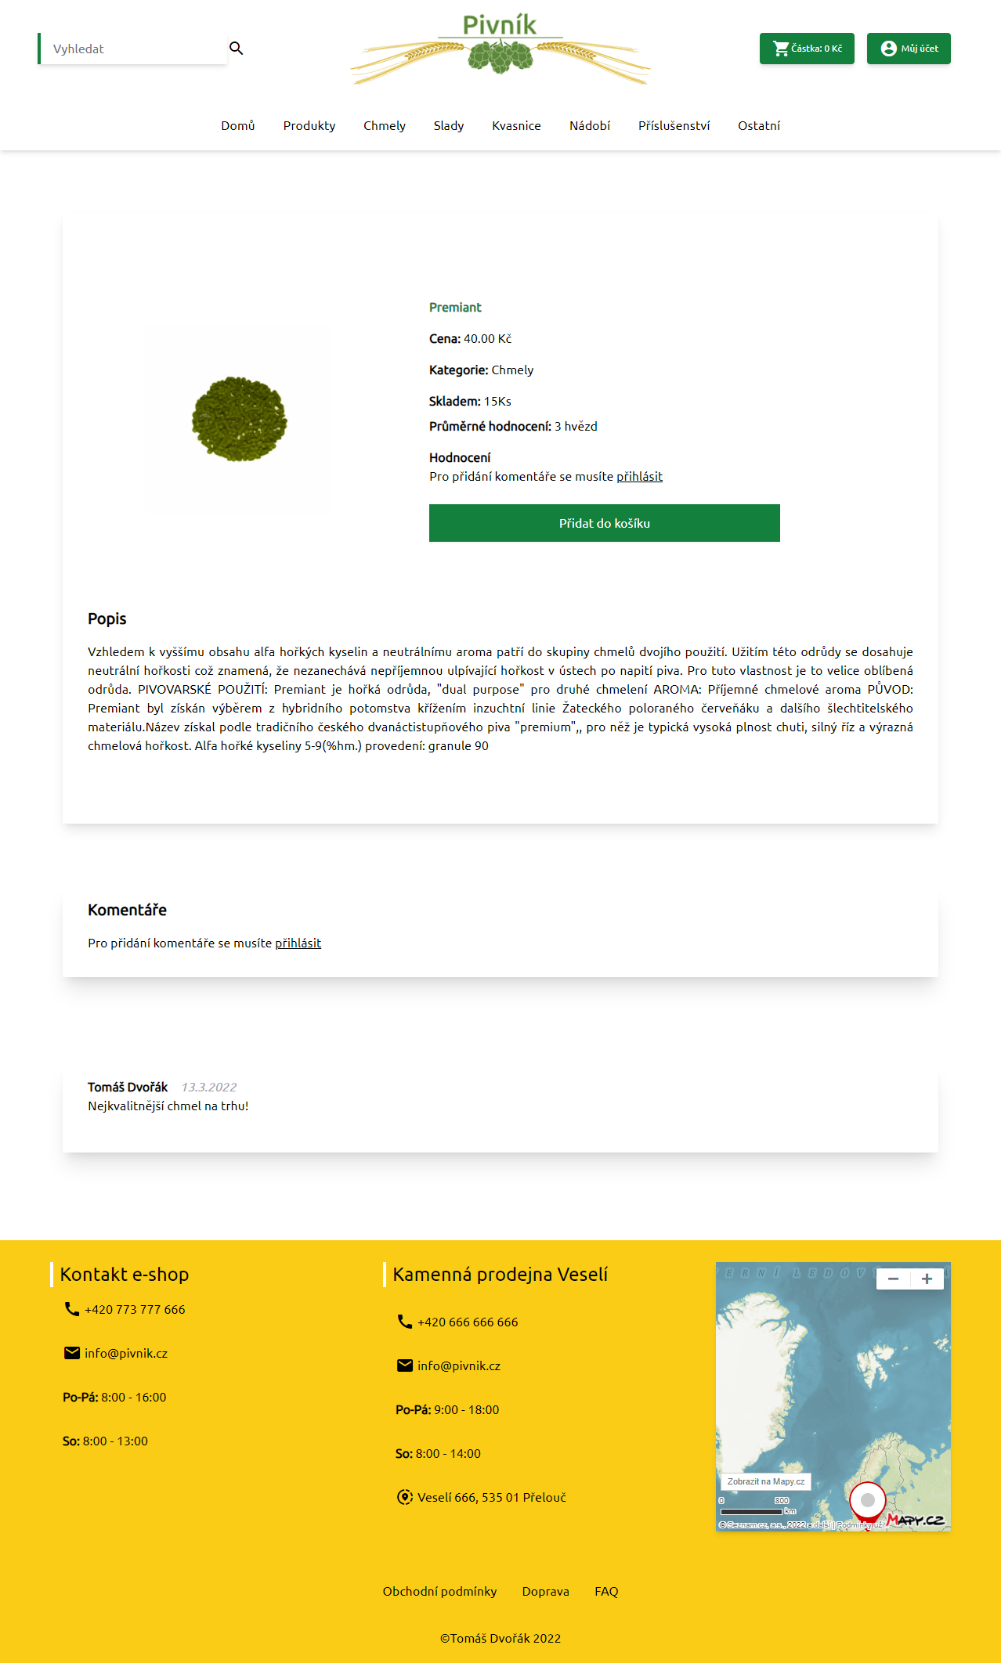 Vyhledat
Pivník
Částka: 0 Kč
Můj účet
Domů Produkty Chmely Slady Kvasnice Nádobí Příslušenství Ostatní
Premiant
Cena: 40.00 Kč
Kategorie: Chmely
Skladem: 15Ks
Průměrné hodnocení: 3 hvězd
Hodnocení
Pro přidání komentáře se musíte přihlásit
Přidat do košíku
Popis
Vzhledem k vyššímu obsahu alfa hořkých kyselin a neutrálnímu aroma patří do skupiny chmelů dvojího použití. Užitím této odrůdy se dosahuje
neutrální hořkosti což znamená, že nezanechává nepříjemnou ulpívající hořkost v ústech po napití piva. Pro tuto vlastnost je to velice oblíbená
odrůda. PIVOVARSKÉ POUŽITÍ: Premiant je hořká odrůda, "dual purpose" pro druhé chmelení AROMA: Příjemné chmelové aroma PŮVOD:
Premiant byl získán výběrem z hybridního potomstva křížením inzuchtní linie Žateckého poloraného červeňáku a dalšího šlechtitelského
materiálu.Název získal podle tradičního českého dvanáctistupňového piva "premium",, pro něž je typická vysoká plnost chuti, silný říz a výrazná
chmelová hořkost. Alfa hořké kyseliny 5-9(%hm.) provedení: granule 90
Komentáře
Pro přidání komentáře se musíte přihlásit
Tomáš Dvořák 13.3.2022
Nejkvalitnější chmel na trhu!
Kontakt e-shop
+420 773 777 666
info@pivnik.cz
Po-Pá: 8:00 - 16:00
So: 8:00 - 13:00
Kamenná prodejna Veselí
+420 666 666 666
info@pivnik.cz
Po-Pá: 9:00 - 18:00
So: 8:00 - 14:00
Veselí 666, 535 01 Přelouč
ERNÍ LEDOV
Zobrazit na Mapy.cz
0 800
km
© Seznam.cz, a.s., 2022 a další
MAPY.CZ
Obchodní podmínky Doprava FAQ
©Tomáš Dvořák 2022